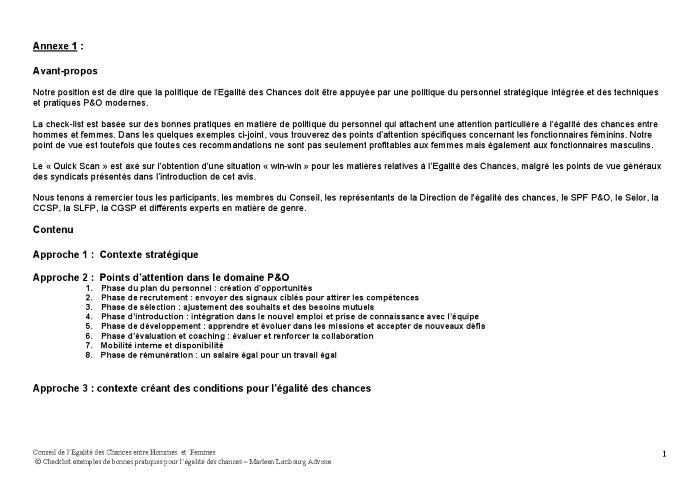 Annexe 1 :
Avant-propos
Notre position est de dire que la politique de l'Egalité des Chances doit être appuyée par une politique du personnel stratégique intégrée et des techniques
et pratiques P&O modernes.
La check-list est basée sur des bonnes pratiques en matière de politique du personnel qui attachent une attention particulière à l'égalité des chances entre
hommes et femmes. Dans les quelques exemples ci-joint, vous trouverez des points d'attention spécifiques concernant les fonctionnaires féminins. Notre
point de vue est toutefois que toutes ces recommandations ne sont pas seulement profitables aux femmes mais également aux fonctionnaires masculins.
Le « Quick Scan » est axé sur l'obtention d'une situation « win-win » pour les matières relatives à l'Egalité des Chances, malgré les points de vue généraux
des syndicats présentés dans l'introduction de cet avis.
Nous tenons à remercier tous les participants, les membres du Conseil, les représentants de la Direction de l'égalité des chances, le SPF P&O, le Selor, la
CCSP, la SLFP, la CGSP et différents experts en matière de genre.
Contenu
Approche 1 : Contexte stratégique
Approche 2 : Points d'attention dans le domaine P&O
1. Phase du plan du personnel : création d'opportunités
2. Phase de recrutement : envoyer des signaux ciblés pour attirer les compétences
3. Phase de sélection : ajustement des souhaits et des besoins mutuels
4. Phase d'introduction : intégration dans le nouvel emploi et prise de connaissance avec l'équipe
5. Phase de développement : apprendre et évoluer dans les missions et accepter de nouveaux défis
6. Phase d'évaluation et coaching : évaluer et renforcer la collaboration
7. Mobilité interne et disponibilité
8. Phase de rémunération : un salaire égal pour un travail égal
Approche 3 : contexte créant des conditions pour l'égalité des chances
Conseil de l'Egalité des Chances entre Hommes et Femmes
© Checklist exemples de bonnes pratiques pour l'égalité des chances – Marleen Limbourg Advisie
1